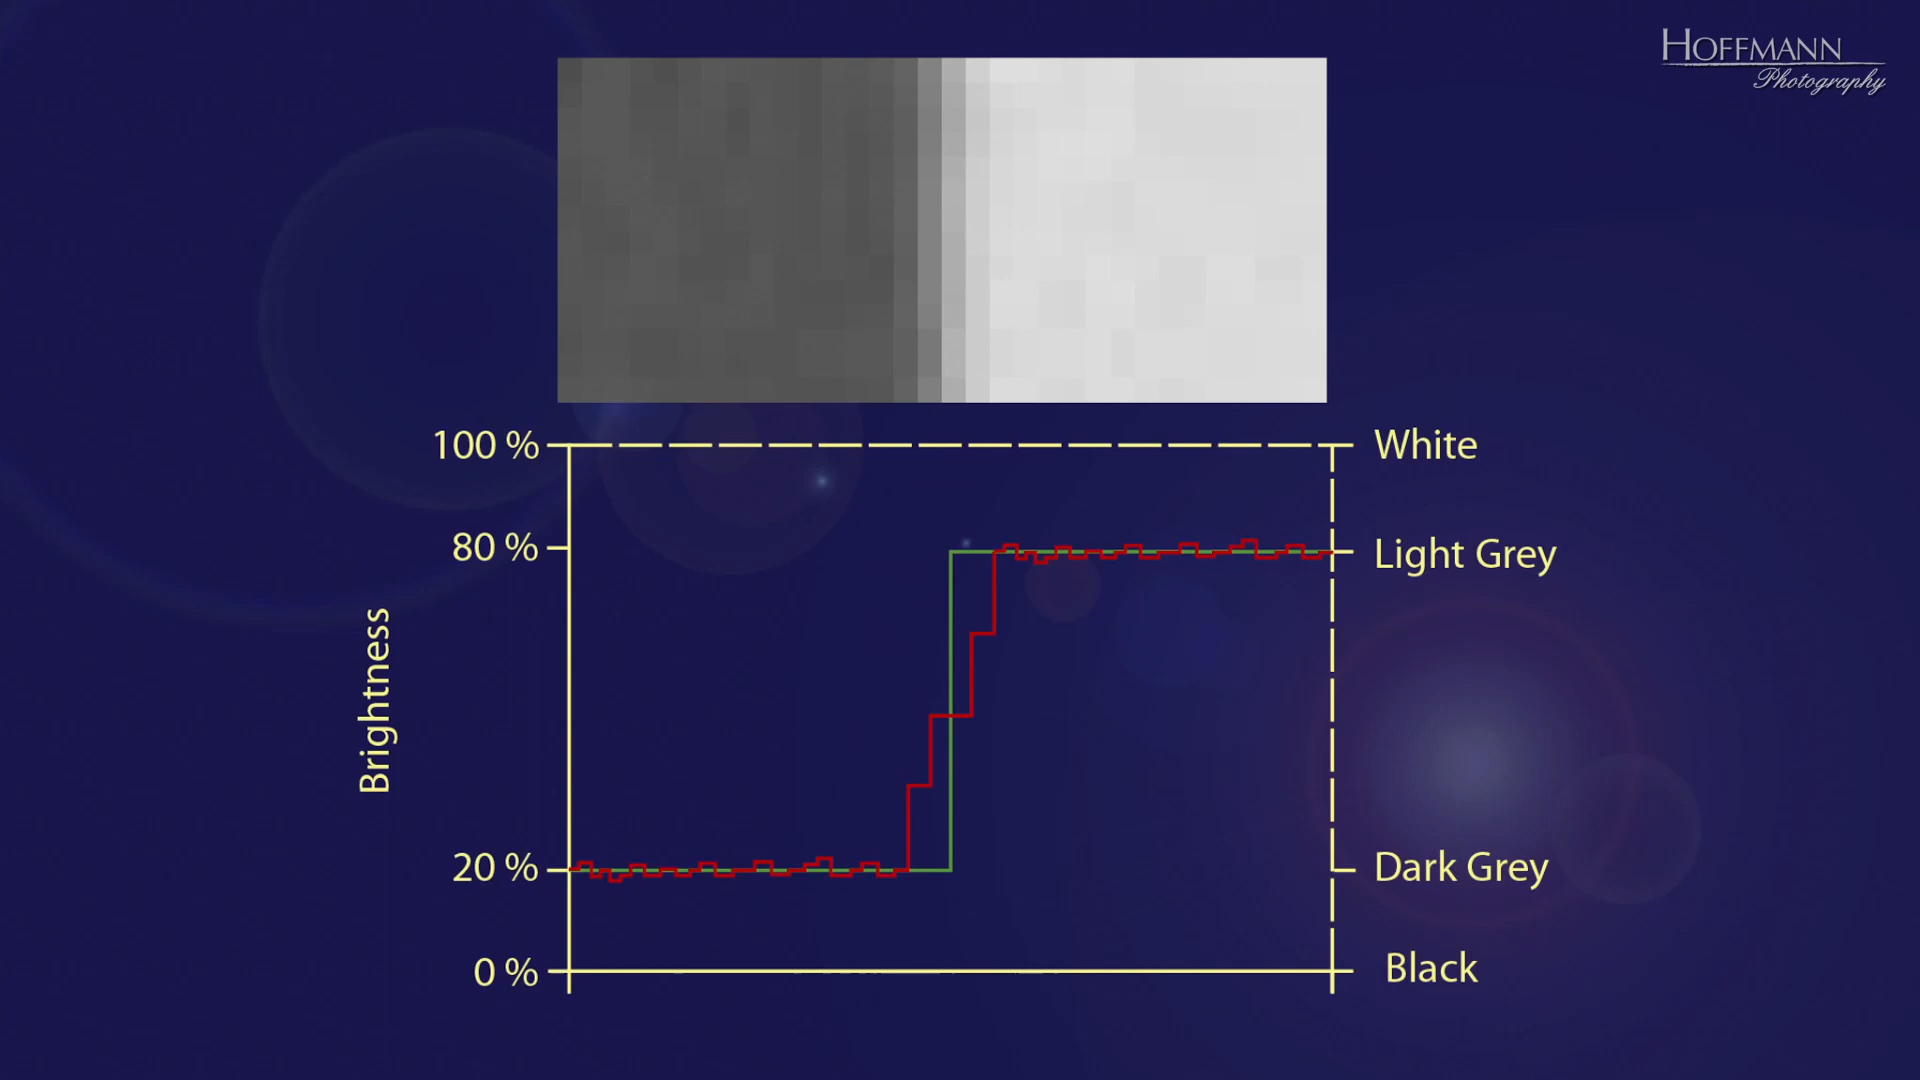 HOFFMANN
Photography
100 %
White
80 %
Light Grey
Brightness
20 %
Dark Grey
0 %
Black